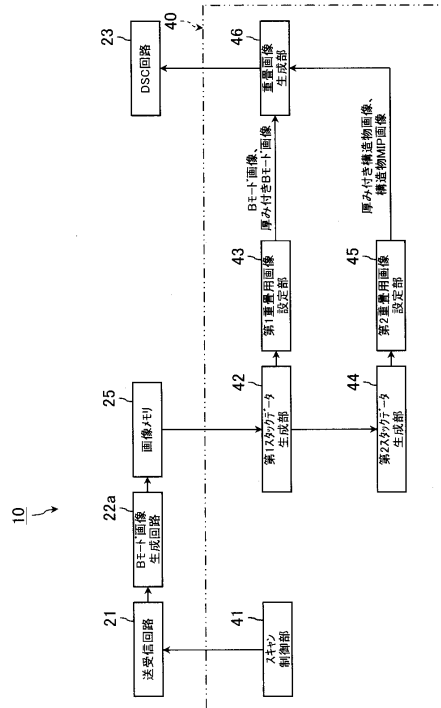 10
21
送受信回路
22a
Bモード画像
生成回路
25
画像メモリ
23
DSC回路
40
41
スキャン
制御部
42
第1スタックデータ
生成部
43
第1重畳用画像
設定部
Bモード画像、
厚み付きBモード画像
46
重畳画像
生成部
44
第2スタックデータ
生成部
45
第2重畳用画像
設定部
厚み付き構造物画像、
構造物MIP画像